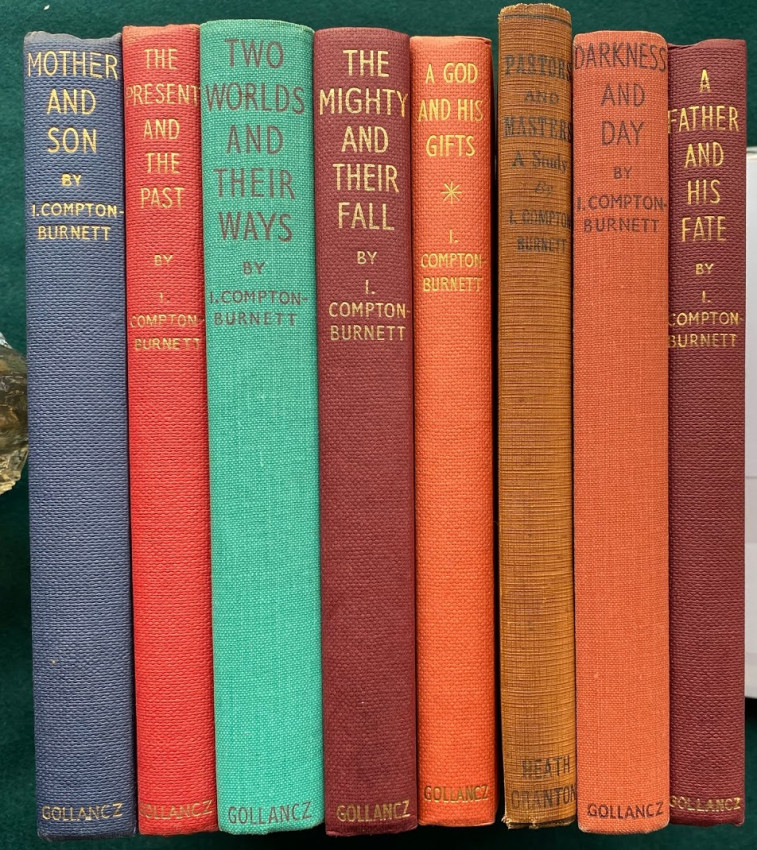 MOTHER
AND
SON
BY
I. COMPTON-
BURNETT
GOLLANCZ
THE
PRESENT
AND
THE
PAST
BY
I.
COMPTON-
BURNETT
GOLLANCZ
TWO
WORLDS
AND
THEIR
WAYS
BY
I. COMPTON-
BURNETT
GOLLANCZ
THE
MIGHTY
AND
THEIR
FALL
BY
I.
COMPTON-
BURNETT
GOLLANCZ
A GOD
AND HIS
GIFTS
*
I.
COMPTON-
BURNETT
GOLLANCZ
PASTORS
AND
MASTERS
A Study
By
I. COMPTON
BURNETT
HEATH
CRANTON
DARKNESS
AND
DAY
BY
I. COMPTON-
BURNETT
GOLLANCZ
A
FATHER
AND
HIS
FATE
BY
I.
COMPTON-
BURNETT
GOLLANCZ